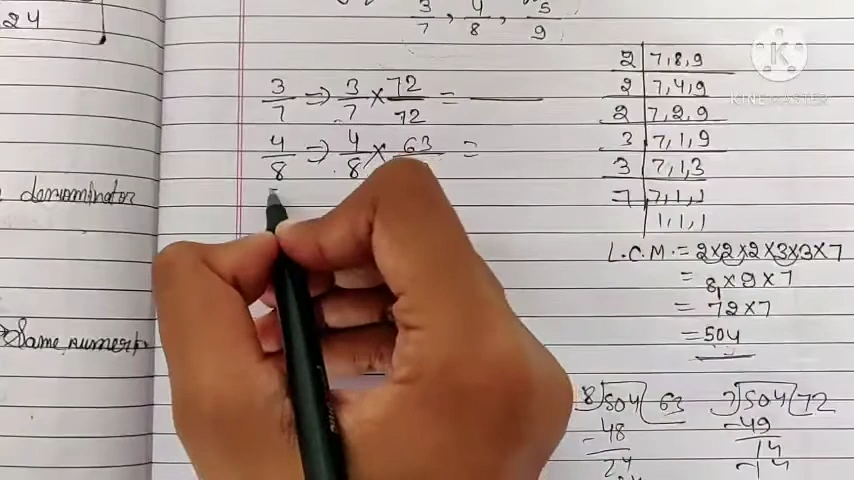 24
3/7, 4/8, 5/9
3/7 ⇒ 3/7 × 72/72 =
4/8 ⇒ 4/8 × 63 =
denominator
Same numer
2 | 7,8,9
2 | 7,4,9
2 | 7,2,9
3 | 7,1,9
3 | 7,1,3
7 | 7,1,1
| 1,1,1
L.C.M. = 2×2×2×3×3×7
= 8×9×7
= 72×7
= 504
8)504(63
-48
24
7)504(72
-49
14
-14
KINEMASTER